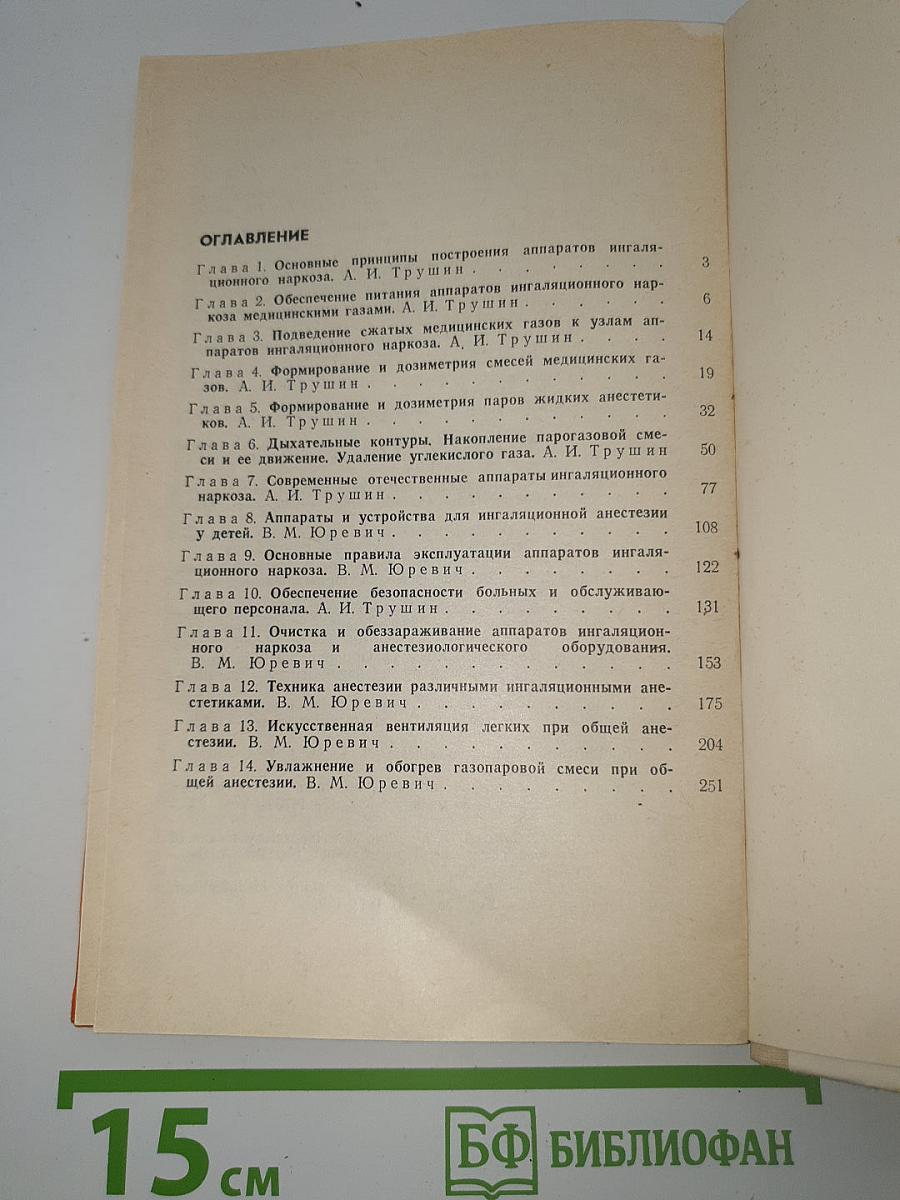 ОГЛАВЛЕНИЕ
Глава 1. Основные принципы построения аппаратов ингаля-
ционного наркоза. А. И. Трушин . . . . . . . 3
Глава 2. Обеспечение питания аппаратов ингаляционного нар-
коза медицинскими газами. А. И. Трушин . . . . . 6
Глава 3. Подведение сжатых медицинских газов к узлам ап-
паратов ингаляционного наркоза. А. И. Трушин . . . . 14
Глава 4. Формирование и дозиметрия смесей медицинских га-
зов. А. И. Трушин . . . . . . . . . . . 19
Глава 5. Формирование и дозиметрия паров жидких анестети-
ков. А. И. Трушин . . . . . . . . . . . 32
Глава 6. Дыхательные контуры. Накопление парогазовой сме-
си и ее движение. Удаление углекислого газа. А. И. Трушин 50
Глава 7. Современные отечественные аппараты ингаляционного
наркоза. А. И. Трушин . . . . . . . . . . 77
Глава 8. Аппараты и устройства для ингаляционной анестезии
у детей. В. М. Юревич . . . . . . . . . . 108
Глава 9. Основные правила эксплуатации аппаратов ингаля-
ционного наркоза. В. М. Юревич . . . . . . . 122
Глава 10. Обеспечение безопасности больных и обслуживаю-
щего персонала. А. И. Трушин . . . . . . . . 131
Глава 11. Очистка и обеззараживание аппаратов ингаляцион-
ного наркоза и анестезиологического оборудования.
В. М. Юревич . . . . . . . . . . . . 153
Глава 12. Техника анестезии различными ингаляционными ане-
стетиками. В. М. Юревич . . . . . . . . . 175
Глава 13. Искусственная вентиляция легких при общей ане-
стезии. В. М. Юревич . . . . . . . . . . 204
Глава 14. Увлажнение и обогрев газопаровой смеси при об-
щей анестезии. В. М. Юревич . . . . . . . . 251
15 см
БФ БИБЛИОФАН